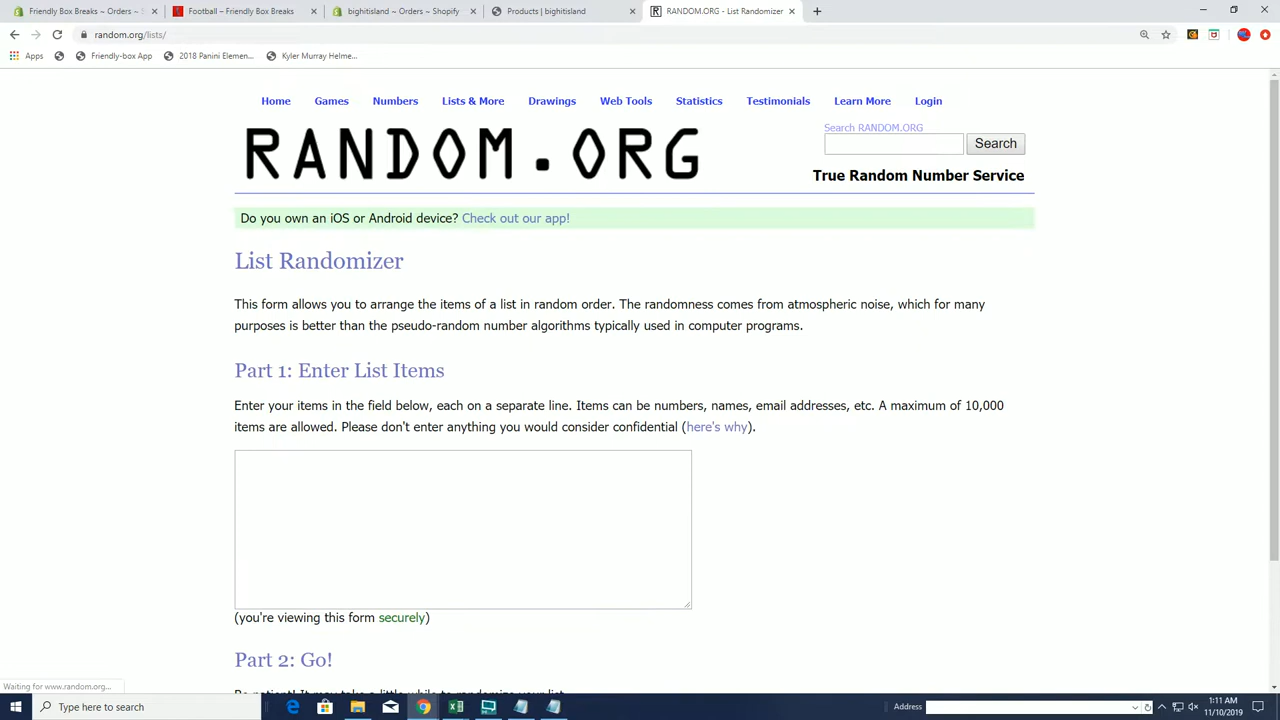 Friendly Box Breaks ~ Orders ~ S
Football – Friendly Box Breaks
bighitisland ~ Orders ~ Shopify
Products | bighitisland
RANDOM.ORG - List Randomizer
random.org/lists/
Apps
Friendly-box App
2018 Panini Elemen...
Kyler Murray Helme...
Home
Games
Numbers
Lists & More
Drawings
Web Tools
Statistics
Testimonials
Learn More
Login
RANDOM.ORG
Search RANDOM.ORG
Search
True Random Number Service
Do you own an iOS or Android device? Check out our app!
List Randomizer
This form allows you to arrange the items of a list in random order. The randomness comes from atmospheric noise, which for many
purposes is better than the pseudo-random number algorithms typically used in computer programs.
Part 1: Enter List Items
Enter your items in the field below, each on a separate line. Items can be numbers, names, email addresses, etc. A maximum of 10,000
items are allowed. Please don't enter anything you would consider confidential (here's why).
(you're viewing this form securely)
Part 2: Go!
Be patient! It may take a little while to randomize your list
Waiting for www.random.org...
Type here to search
Address
1:11 AM
11/10/2019